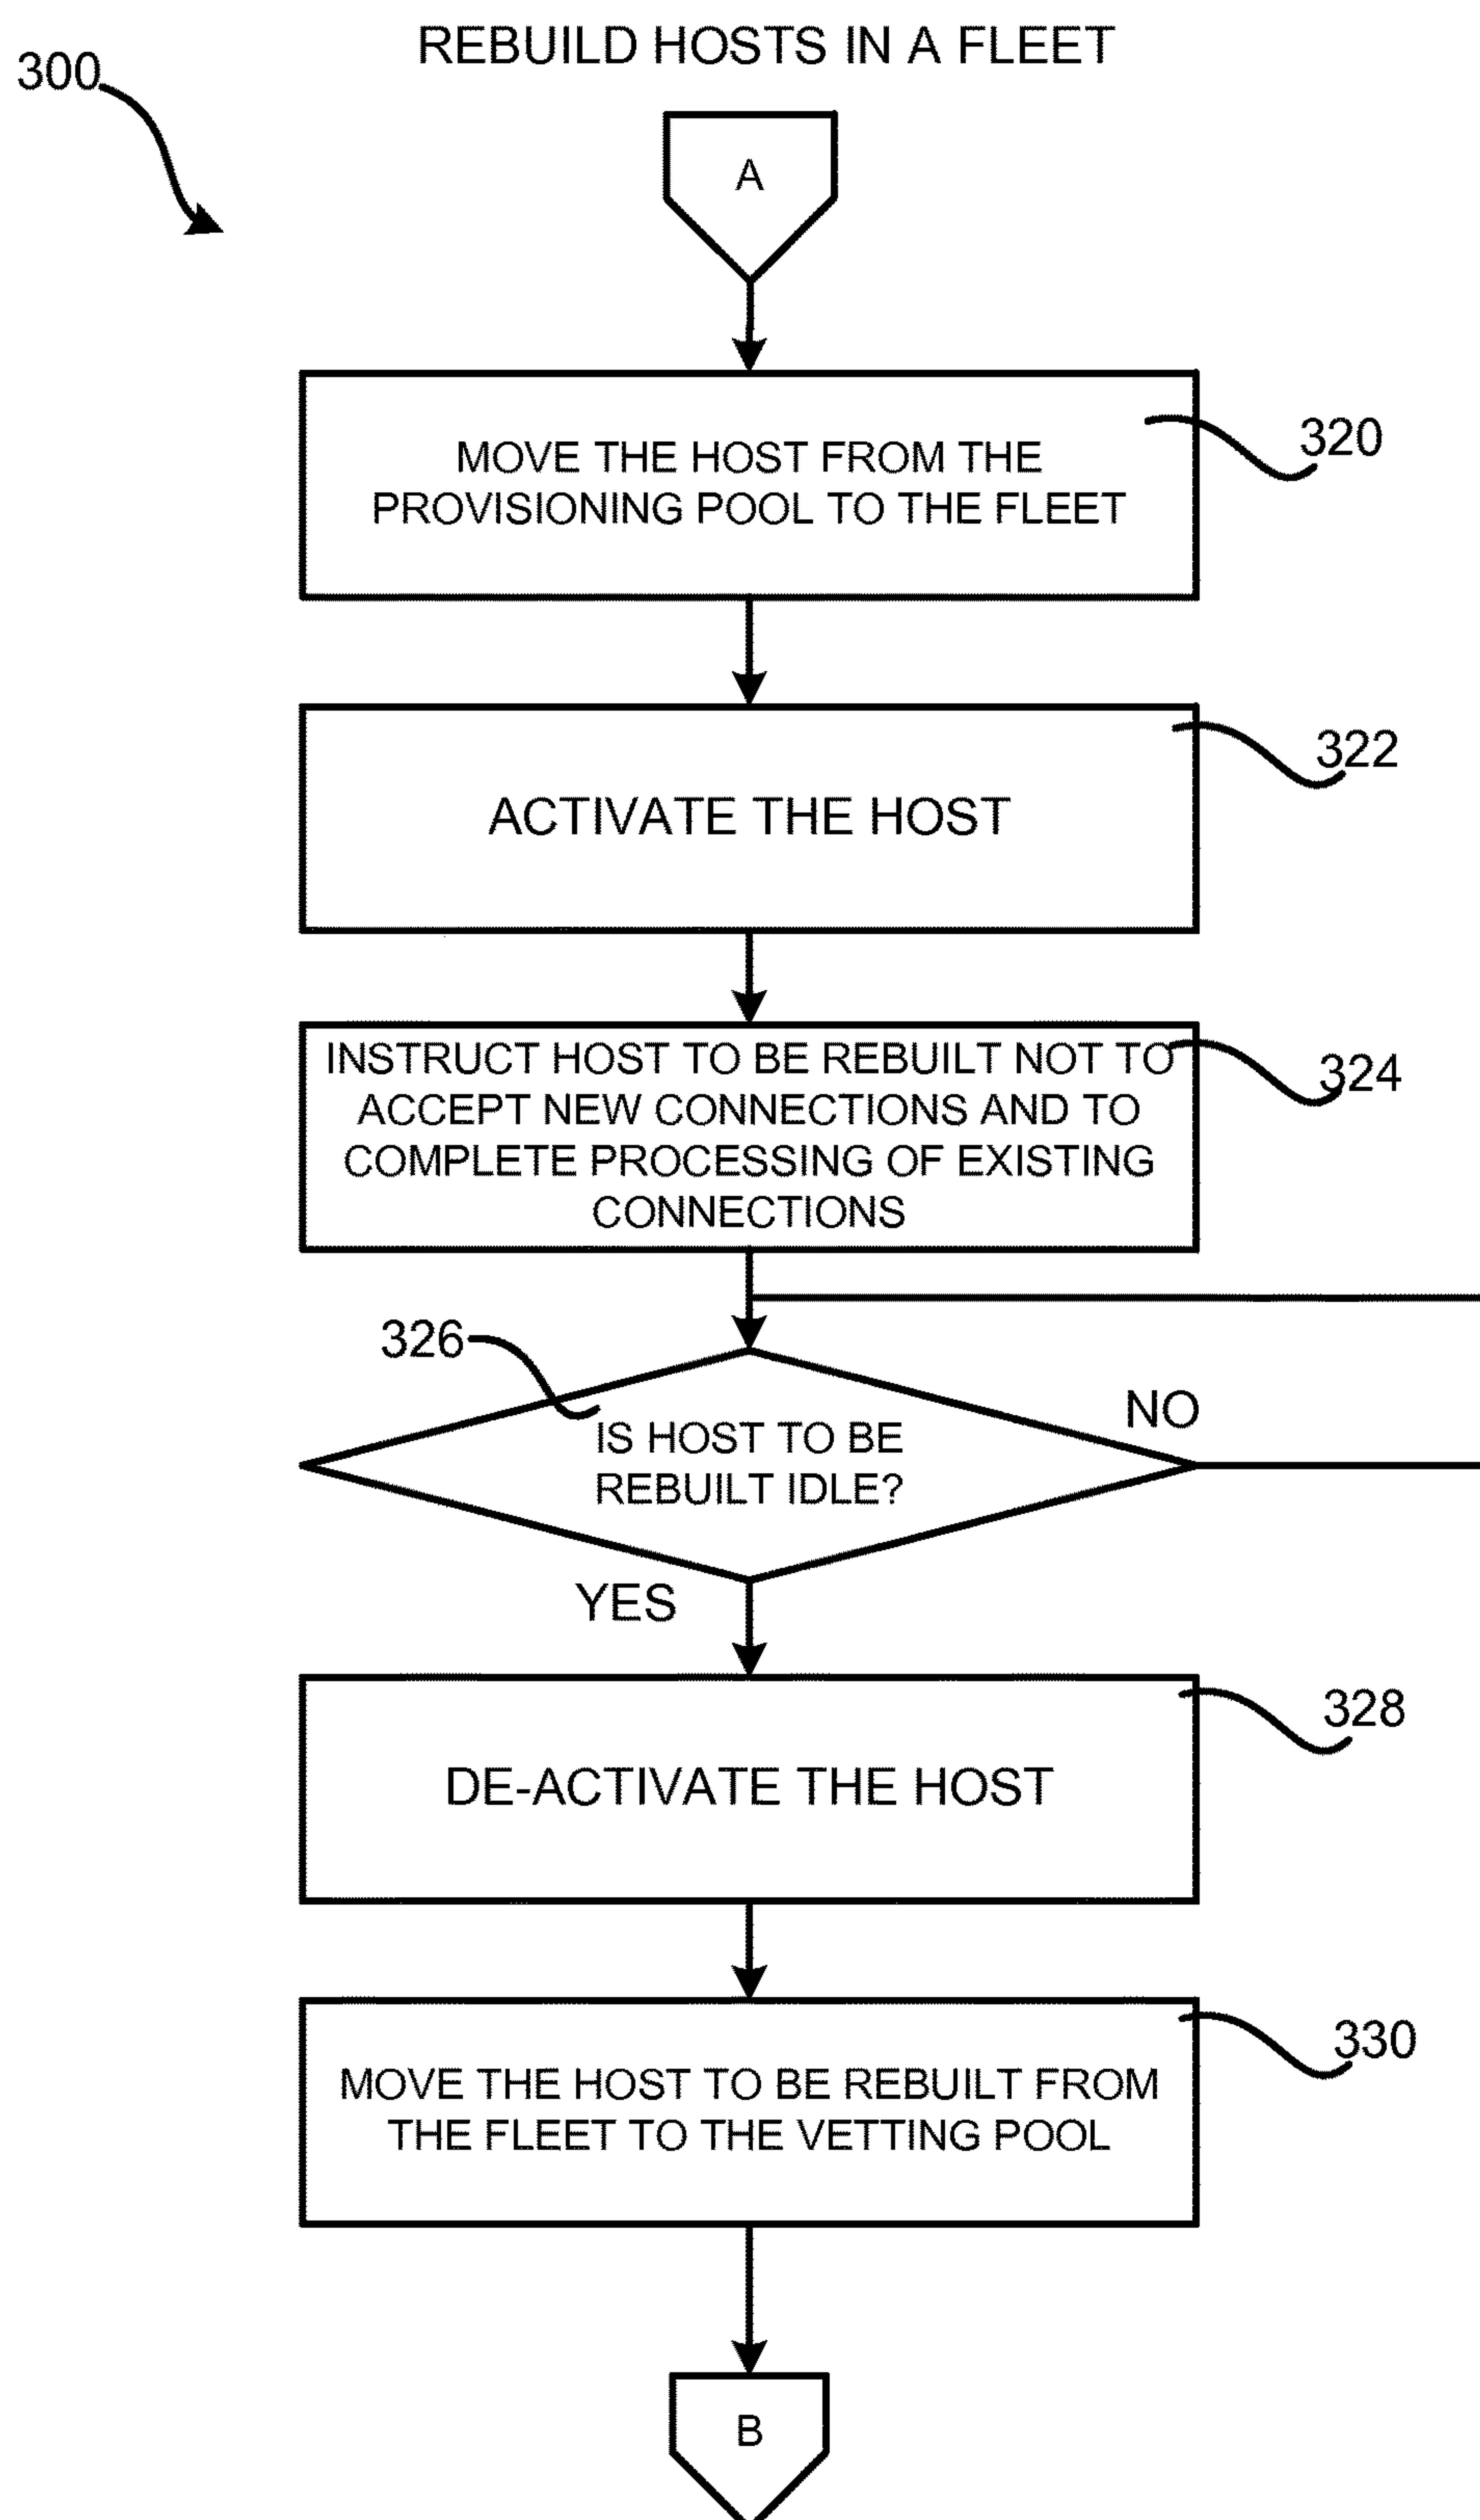 REBUILD HOSTS IN A FLEET
300
A
MOVE THE HOST FROM THE
PROVISIONING POOL TO THE FLEET
320
ACTIVATE THE HOST
322
INSTRUCT HOST TO BE REBUILT NOT TO
ACCEPT NEW CONNECTIONS AND TO
COMPLETE PROCESSING OF EXISTING
CONNECTIONS
324
326
IS HOST TO BE
REBUILT IDLE?
NO
YES
DE-ACTIVATE THE HOST
328
MOVE THE HOST TO BE REBUILT FROM
THE FLEET TO THE VETTING POOL
330
B